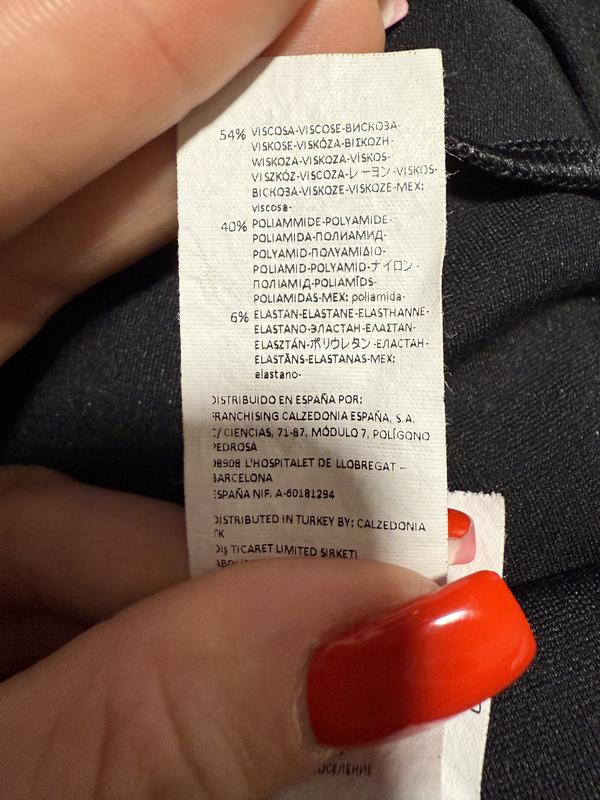 54% VISCOSA-VISCOSE-ВИСКОЗА-
VISKOSE-VISKÓZA-ΒΙΣΚΟΖΗ-
WISKOZA-VISKOZA-VÎSKOS-
VISZKÓZ-VISCOZA-レーヨン-VISKOS-
ВІСКОЗА-VISKOZE-VISKOZE-MEX:
viscosa-
40% POLIAMMIDE-POLYAMIDE-
POLIAMIDA-ПОЛИАМИД-
POLYAMID-ΠΟΛΥΑΜΙΔΙΟ-
POLIAMID-POLYAMID-ナイロン-
ПОЛІАМІД-POLIAMĪDS-
POLIAMIDAS-MEX: poliamida-
6% ELASTAN-ELASTANE-ELASTHANNE-
ELASTANO-ЭЛАСТАН-ΕΛΑΣΤΑΝ-
ELASZTÁN-ポリウレタン-ЕЛАСТАН-
ELASTĀNS-ELASTANAS-MEX:
elastano-
DISTRIBUIDO EN ESPAÑA POR:
FRANCHISING CALZEDONIA ESPAÑA, S.A.
C/ CIENCIAS, 71-87, MÓDULO 7, POLÍGONO
PEDROSA
08908 L'HOSPITALET DE LLOBREGAT –
BARCELONA
ESPAÑA NIF. A-60181294
DISTRIBUTED IN TURKEY BY: CALZEDONIA
TK
DIŞ TICARET LIMITED SIRKETI